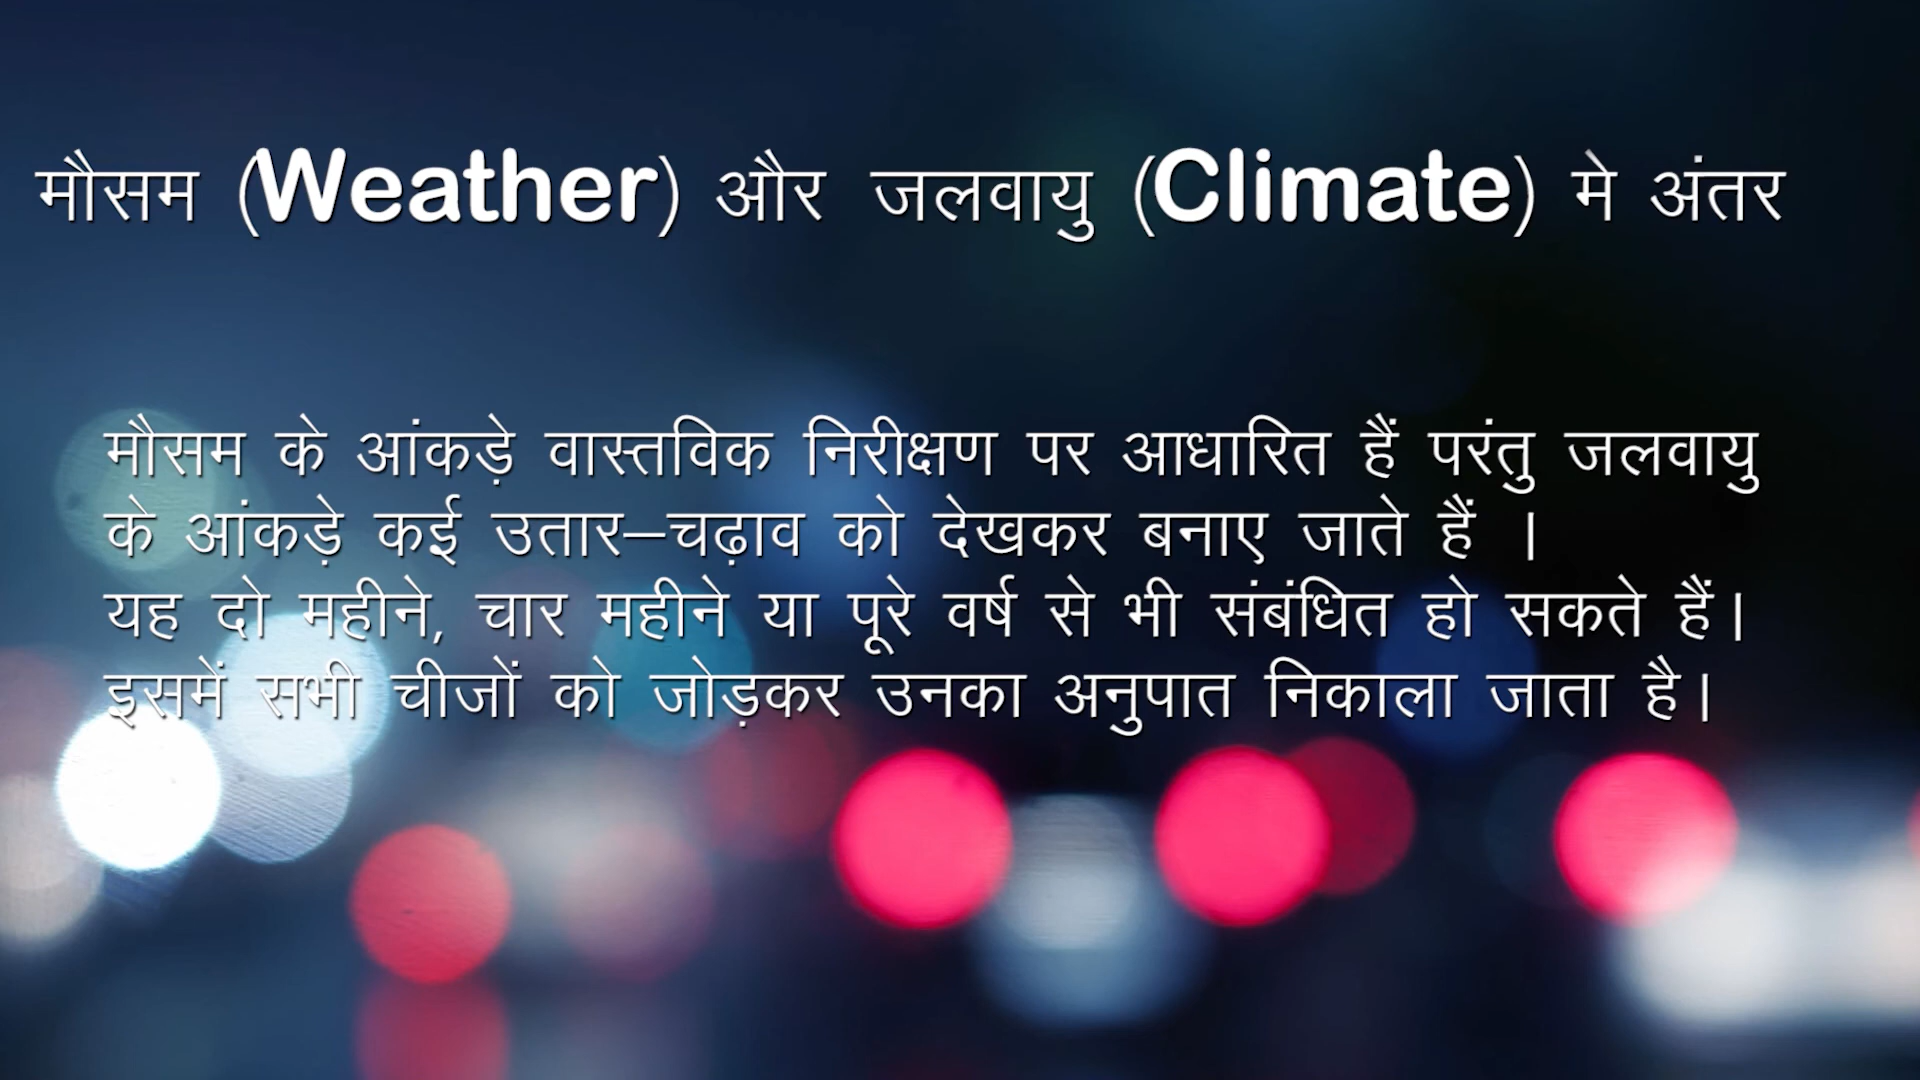 मौसम (Weather) और जलवायु (Climate) मे अंतर
मौसम के आंकड़े वास्तविक निरीक्षण पर आधारित हैं परंतु जलवायु
के आंकड़े कई उतार–चढ़ाव को देखकर बनाए जाते हैं ।
यह दो महीने, चार महीने या पूरे वर्ष से भी संबंधित हो सकते हैं।
इसमें सभी चीजों को जोड़कर उनका अनुपात निकाला जाता है।